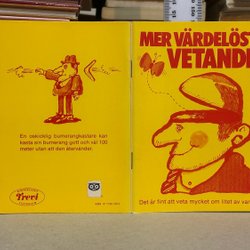 En oskicklig bumerangkastare kan
kasta sin bumerang gott och väl 100
meter utan att den återvänder.
Trevi
MER VÄRDELÖST
VETANDE
Det är fint att veta mycket om litet av